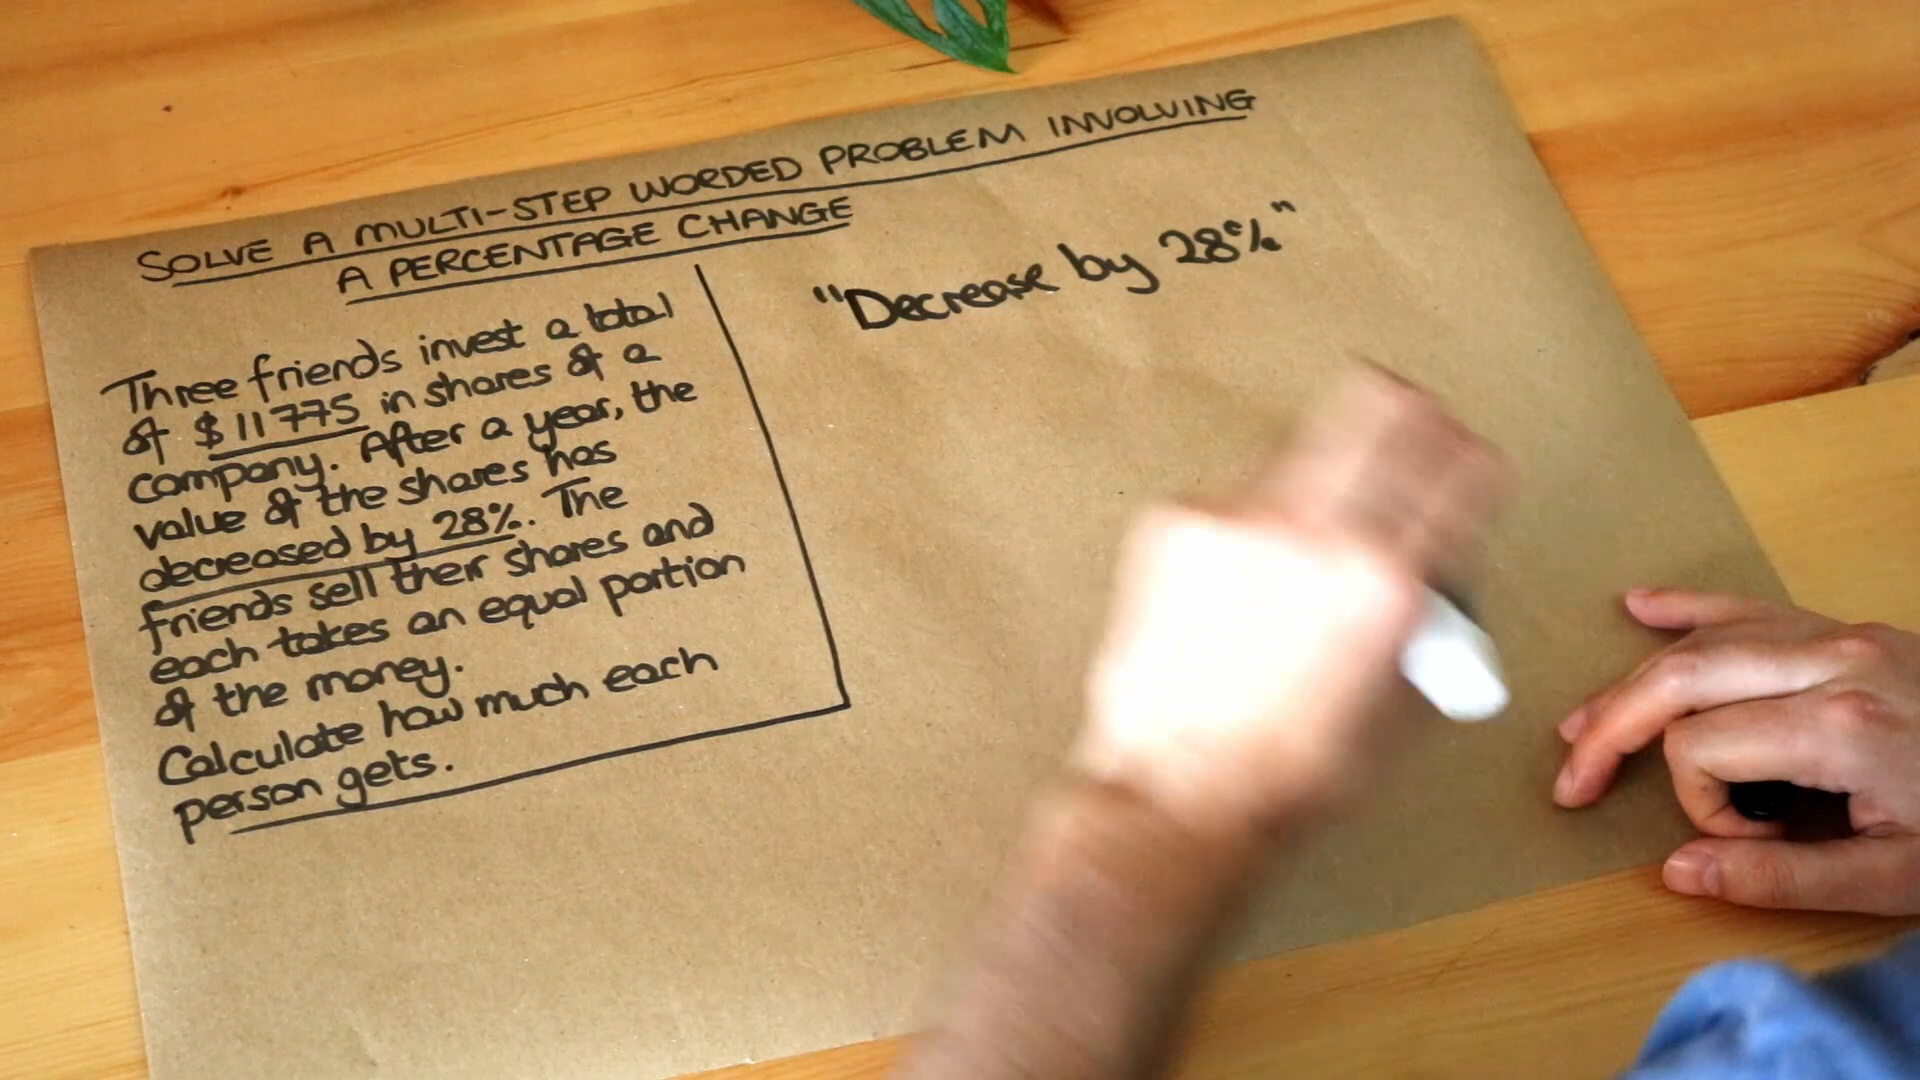 SOLVE A MULTI-STEP WORDED PROBLEM INVOLVING
A PERCENTAGE CHANGE
Three friends invest a total
of $11775 in shares of a
company. After a year, the
value of the shares has
decreased by 28%. The
friends sell their shares and
each takes an equal portion
of the money.
Calculate how much each
person gets.
"Decrease by 28%"